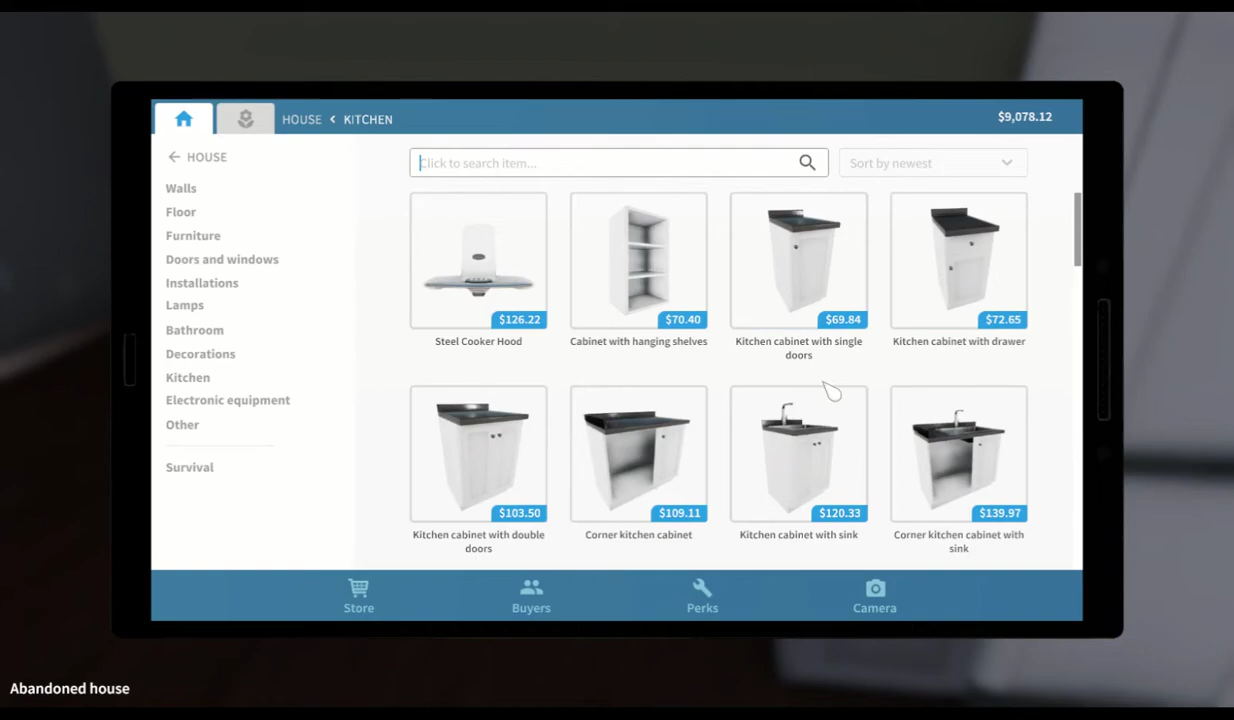 HOUSE < KITCHEN
$9,078.12
HOUSE
Click to search item...
Sort by newest
Walls
Floor
Furniture
Doors and windows
Installations
Lamps
Bathroom
Decorations
Kitchen
Electronic equipment
Other
Survival
$126.22
$70.40
$69.84
$72.65
Steel Cooker Hood
Cabinet with hanging shelves
Kitchen cabinet with single
doors
Kitchen cabinet with drawer
$103.50
$109.11
$120.33
$139.97
Kitchen cabinet with double
doors
Corner kitchen cabinet
Kitchen cabinet with sink
Corner kitchen cabinet with
sink
Store
Buyers
Perks
Camera
Abandoned house